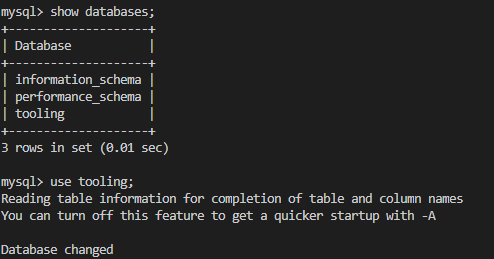 mysql> show databases;
+--------------------+
| Database           |
+--------------------+
| information_schema |
| performance_schema |
| tooling            |
+--------------------+
3 rows in set (0.01 sec)

mysql> use tooling;
Reading table information for completion of table and column names
You can turn off this feature to get a quicker startup with -A

Database changed